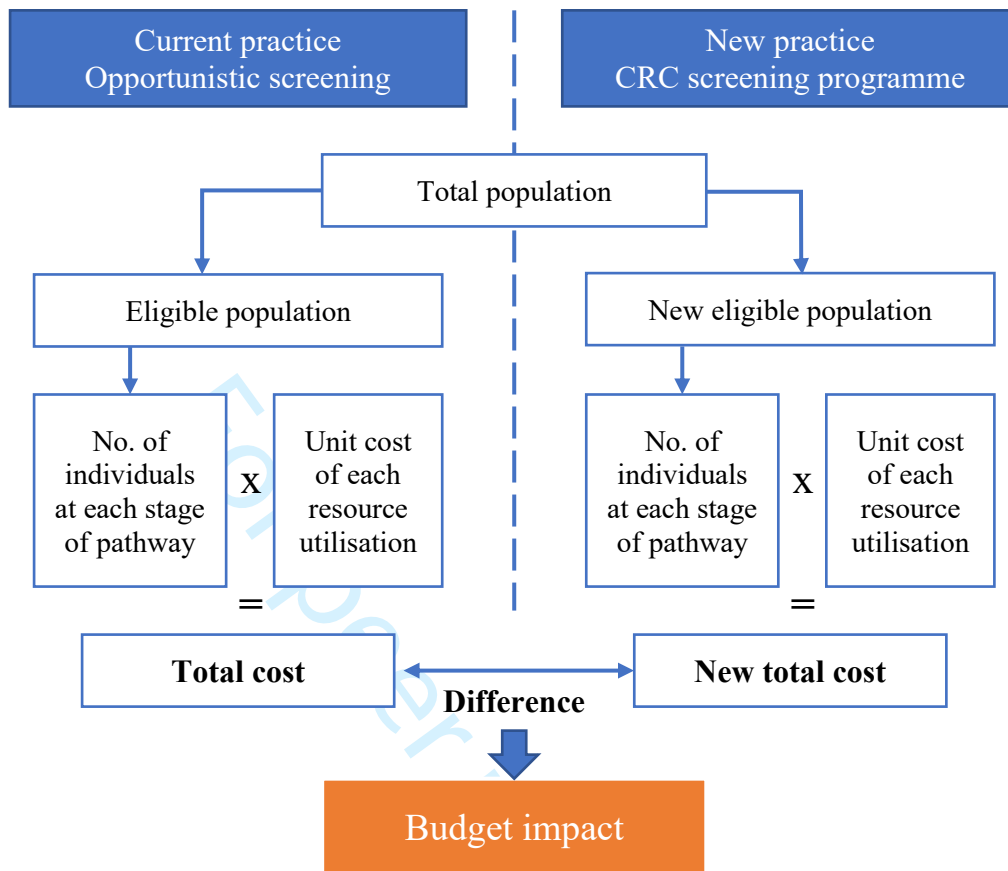 Current practice
Opportunistic screening
New practice
CRC screening programme
Total population
Eligible population
New eligible population
No. of
individuals
at each stage
of pathway
x
Unit cost
of each
resource
utilisation
No. of
individuals
at each stage
of pathway
x
Unit cost
of each
resource
utilisation
=
=
Total cost
New total cost
Difference
Budget impact
For peer